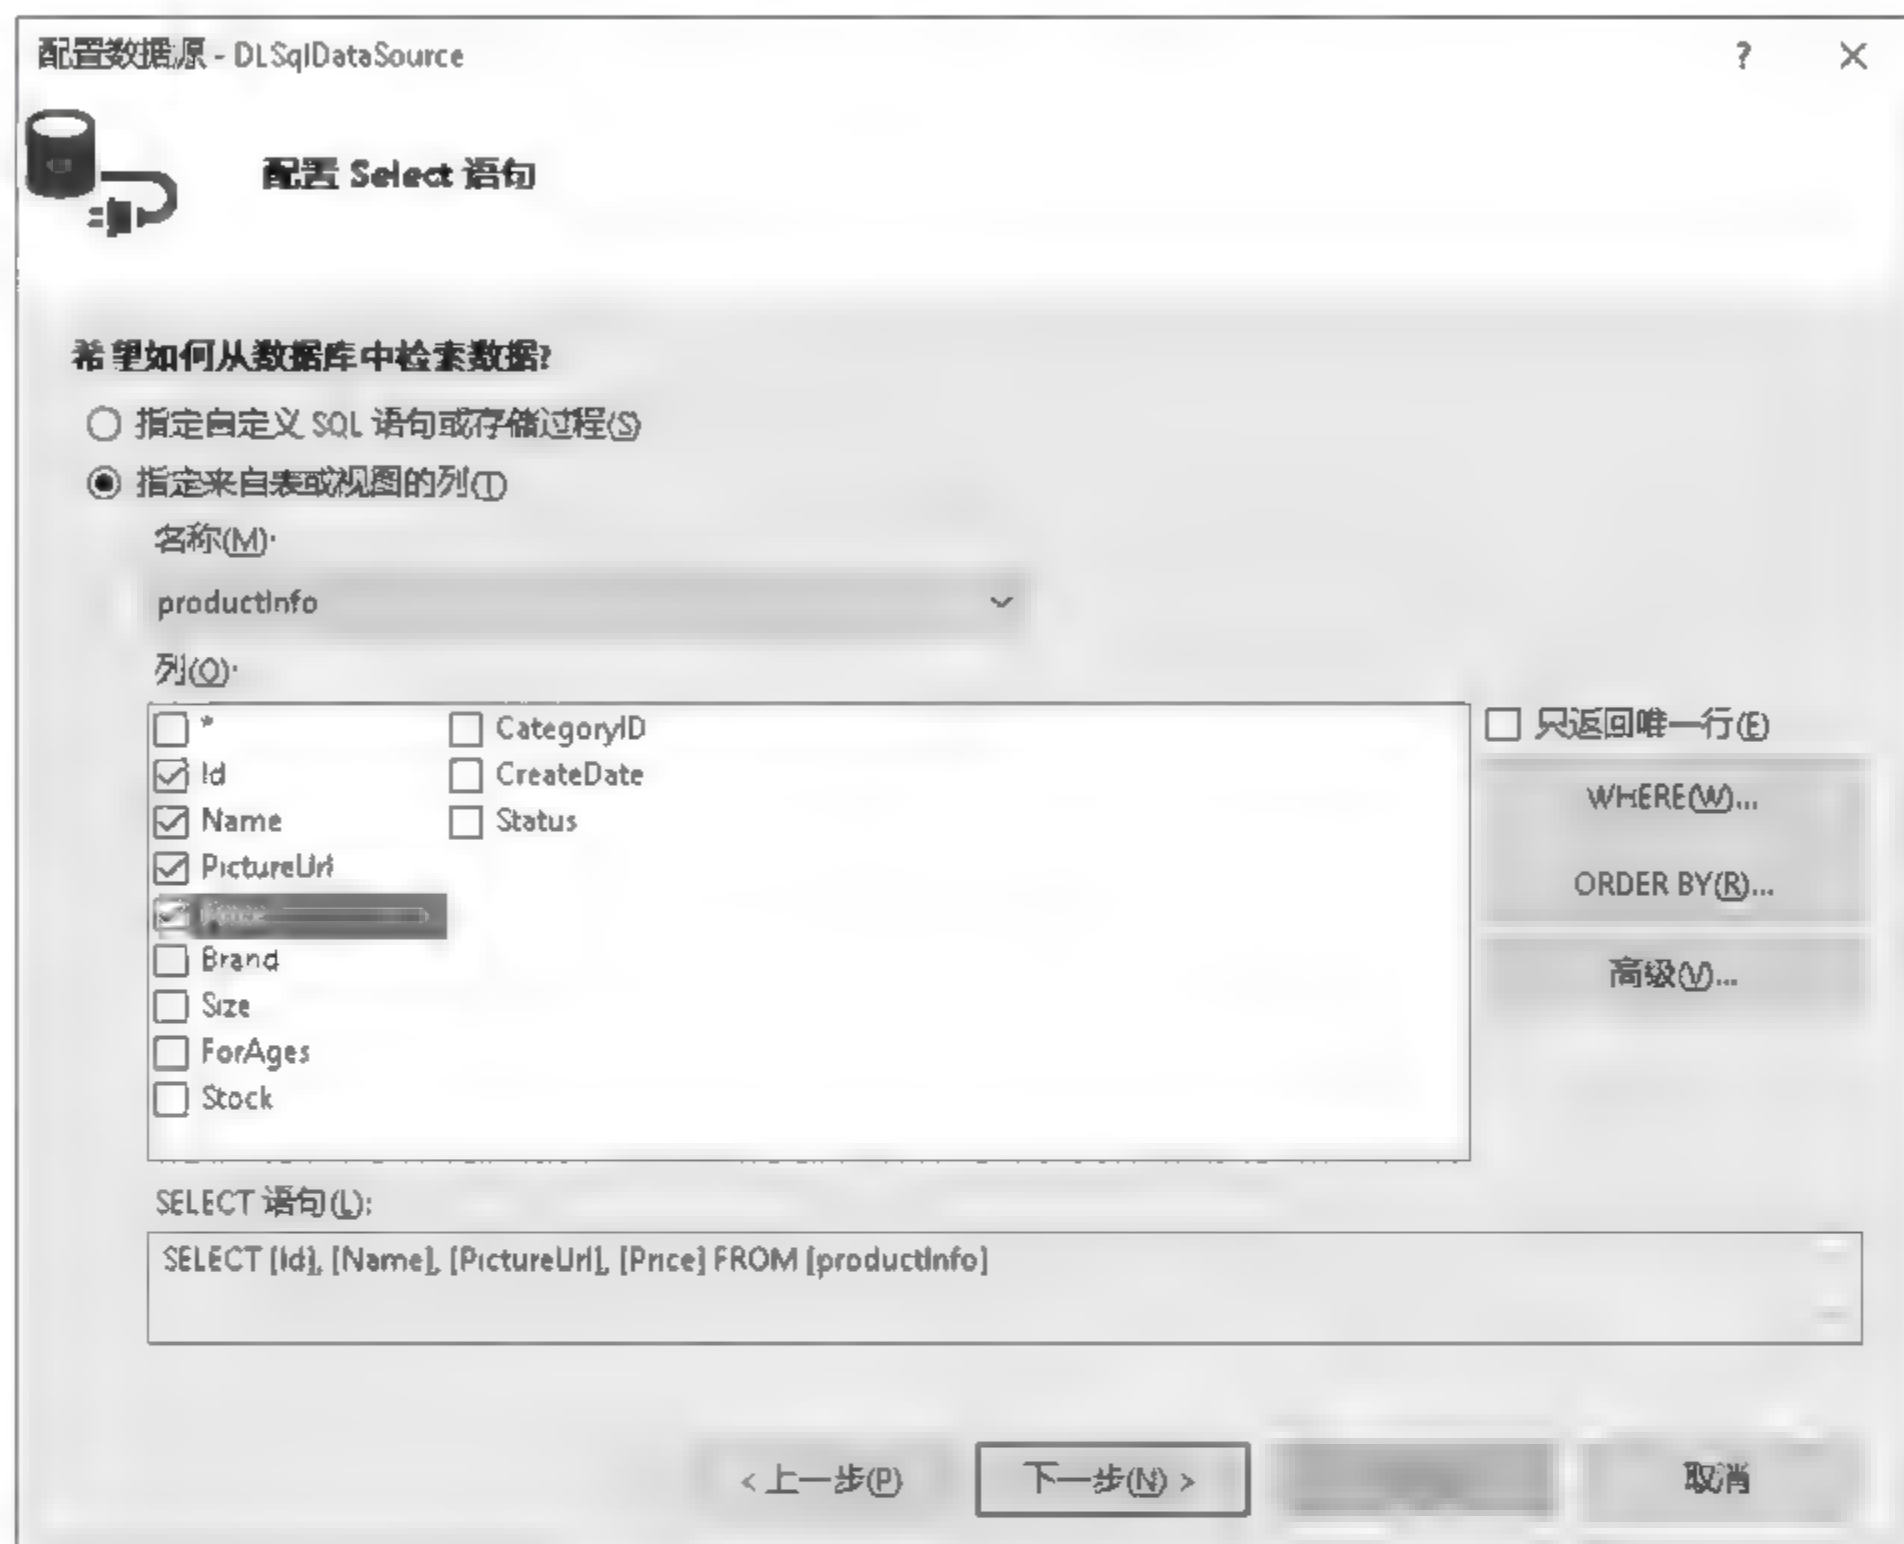 配置数据源 - DLSqlDataSource
?
配置 Select 语句
希望如何从数据库中检索数据?
指定自定义 SQL 语句或存储过程(S)
指定来自表或视图的列(T)
名称(M):
productInfo
列(O):
* CategoryID 只返回唯一行(E)
Id CreateDate
Name Status WHERE(W)...
PictureUrl ORDER BY(R)...
Price
Brand 高级(V)...
Size
ForAges
Stock
SELECT 语句(L):
SELECT [Id], [Name], [PictureUrl], [Price] FROM [productInfo]
< 上一步(P) 下一步(N) > 取消